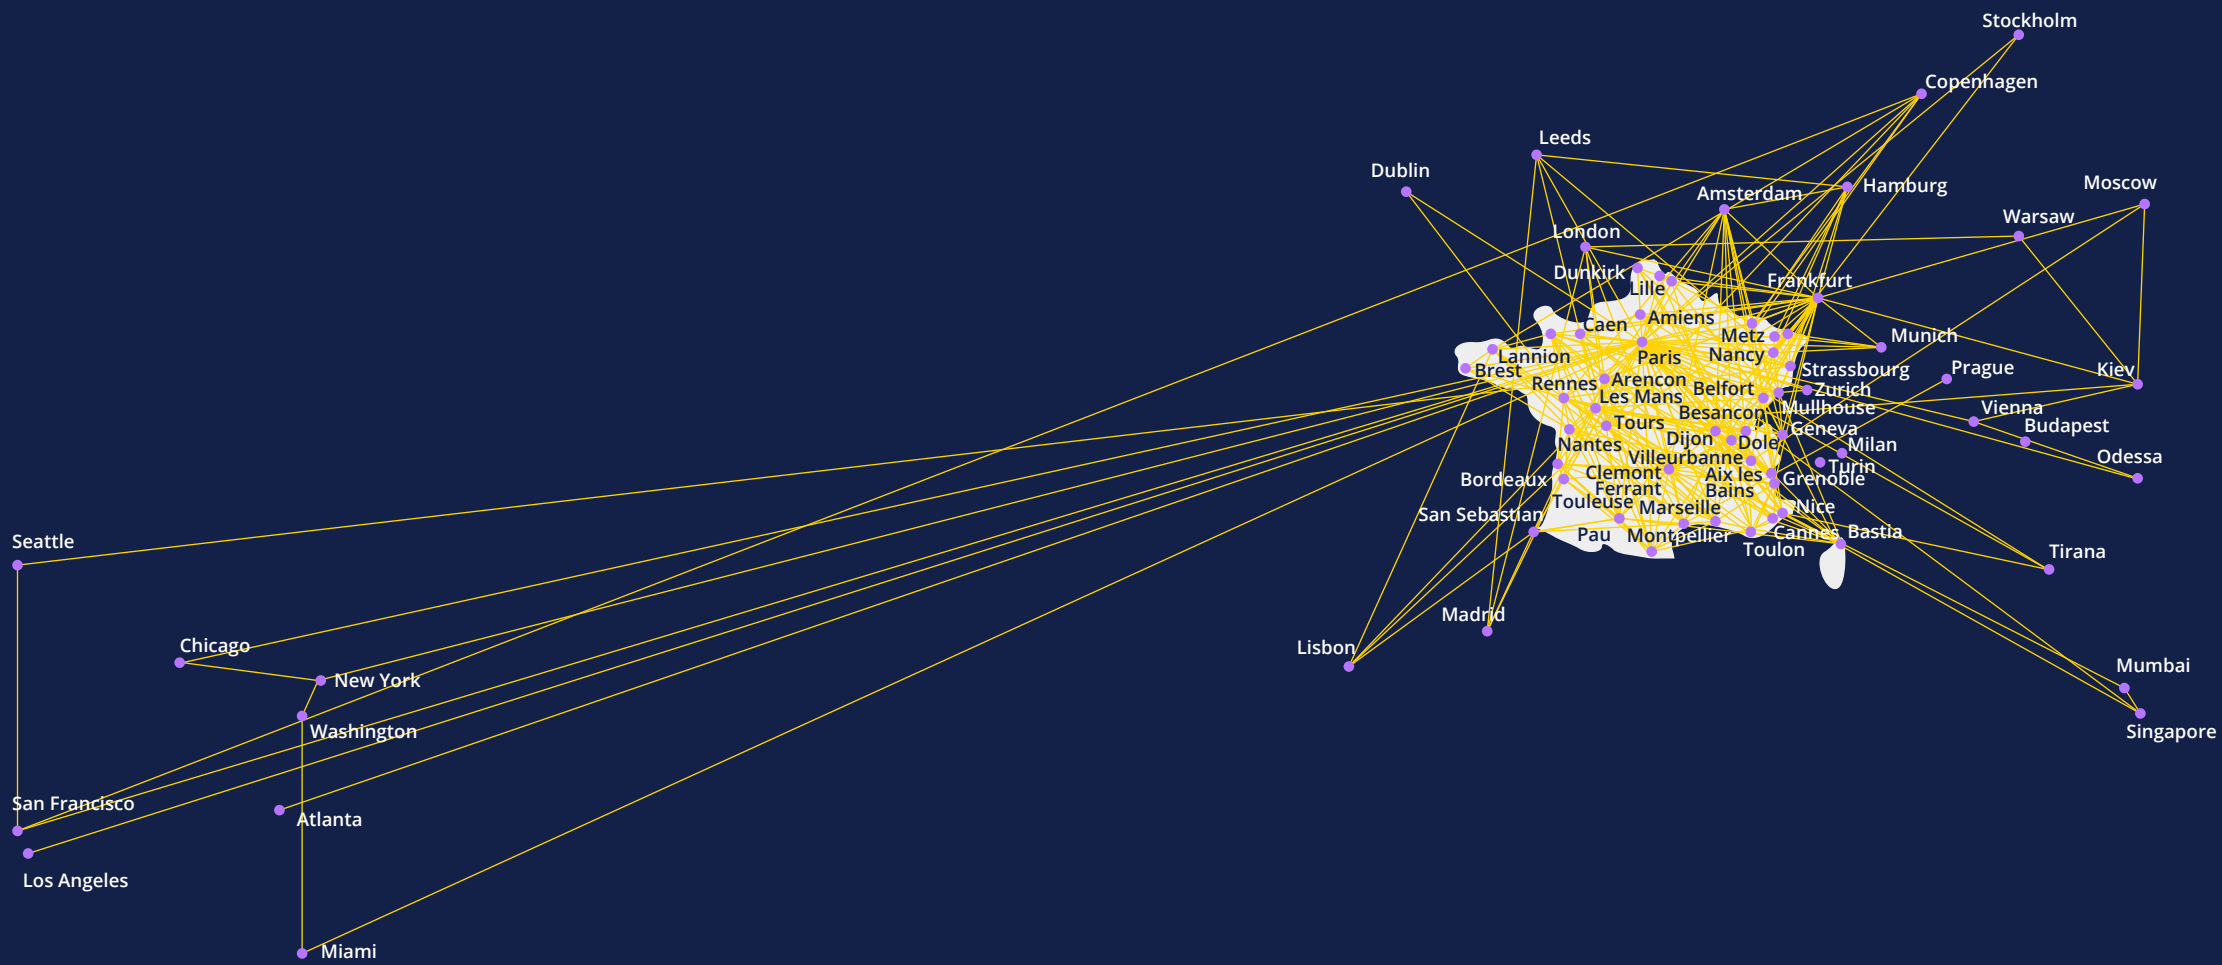 Stockholm
Copenhagen
Leeds
Dublin
Hamburg
Moscow
Amsterdam
Warsaw
London
Dunkirk
Frankfurt
Lille
Caen
Amiens
Metz
Munich
Lannion
Paris
Nancy
Brest
Strassbourg
Prague
Kiev
Rennes
Arencon
Belfort
Zurich
Les Mans
Besancon
Mullhouse
Vienna
Tours
Geneva
Budapest
Nantes
Dijon
Dole
Milan
Villeurbanne
Odessa
Turin
Bordeaux
Clemont
Ferrant
Aix les
Bains
Grenoble
Touleuse
Marseille
Nice
San Sebastian
Pau
Montpellier
Cannes
Bastia
Seattle
Toulon
Tirana
Madrid
Chicago
Lisbon
Mumbai
New York
Washington
Singapore
San Francisco
Atlanta
Los Angeles
Miami